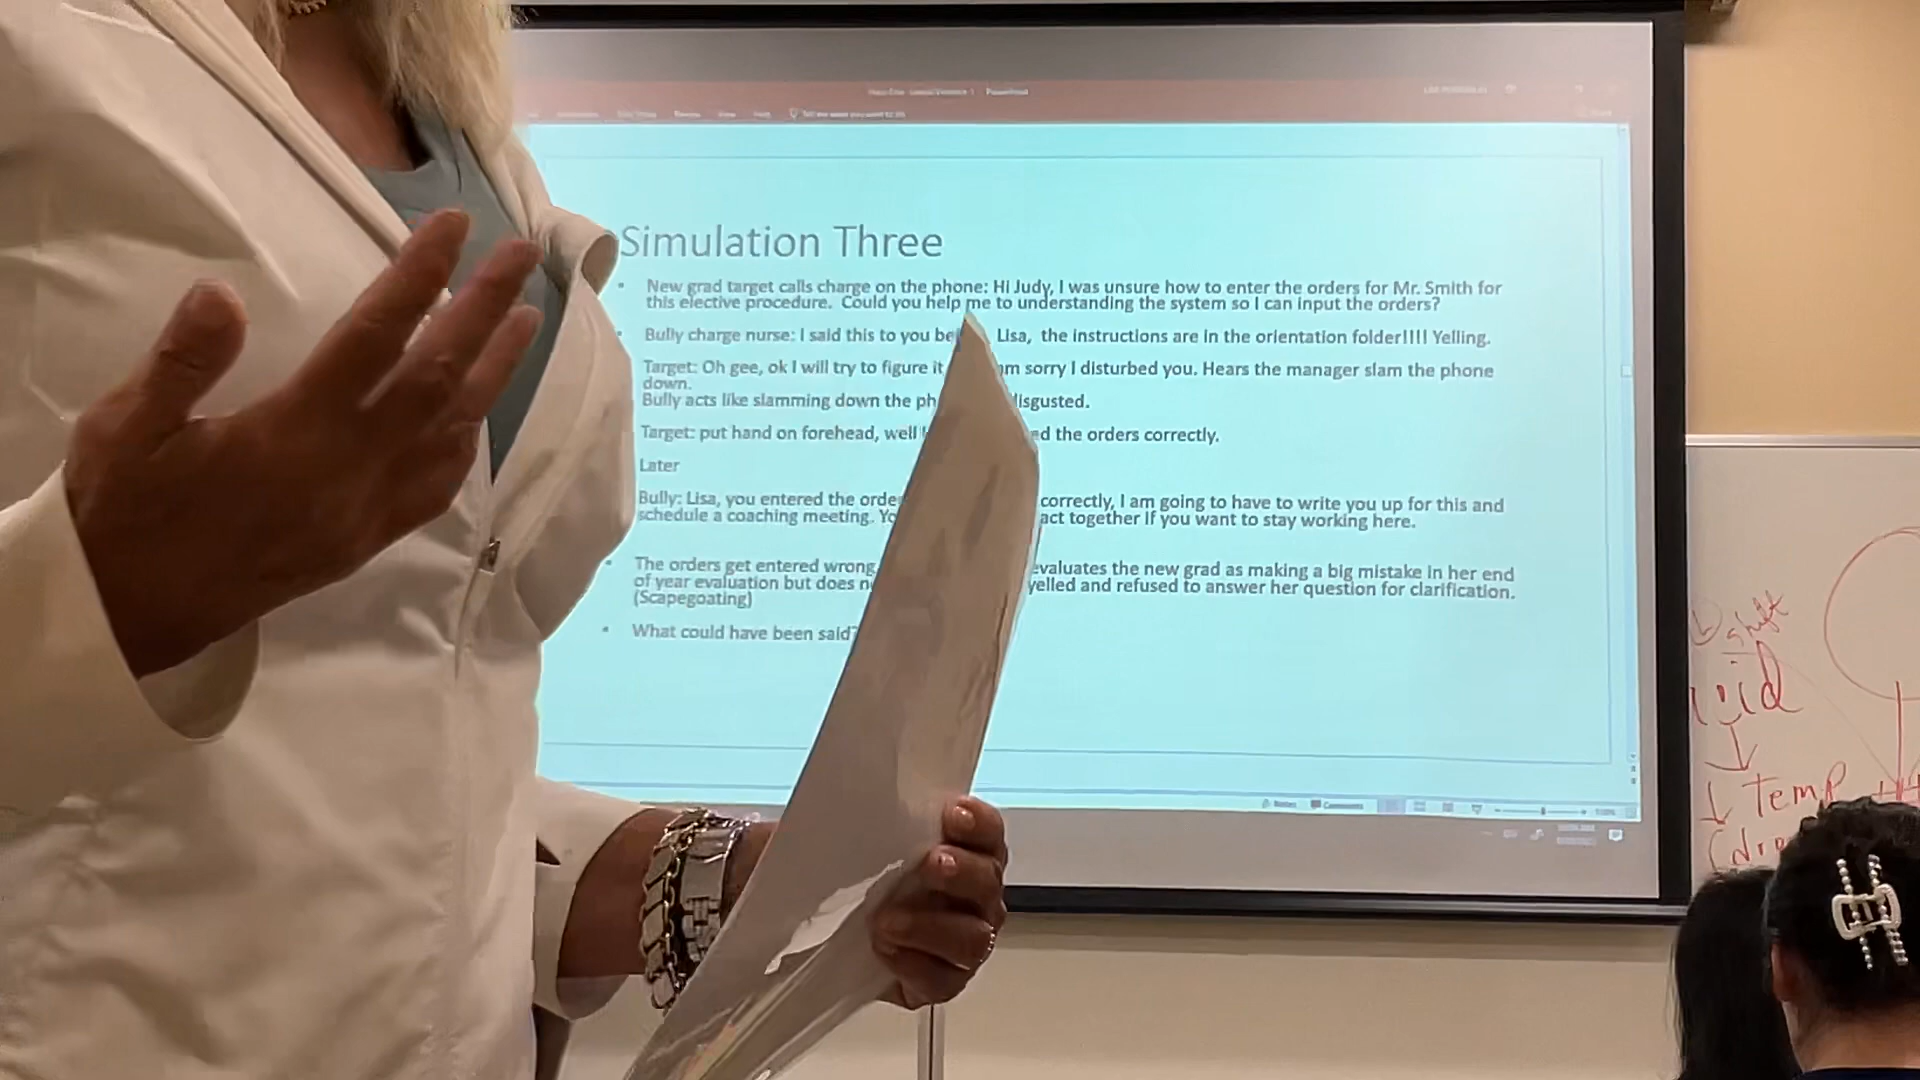 PowerPoint
Simulation Three
New grad target calls charge on the phone: Hi Judy, I was unsure how to enter the orders for Mr. Smith for
this elective procedure. Could you help me to understanding the system so I can input the orders?
Bully charge nurse: I said this to you Lisa, the instructions are in the orientation folder!!!! Yelling.
Target: Oh gee, ok I will try to figure it sorry I disturbed you. Hears the manager slam the phone
down.
Bully acts like slamming down the
Target: put hand on forehead, well the orders correctly.
Later
Bully: Lisa, you entered the correctly, I am going to have to write you up for this and
schedule a coaching meeting. act together if you want to stay working here.
The orders get entered wrong evaluates the new grad as making a big mistake in her end
of year evaluation but does yelled and refused to answer her question for clarification.
(Scapegoating)
What could have been said?
Notes Comments
L shift
↓
↓ Temp